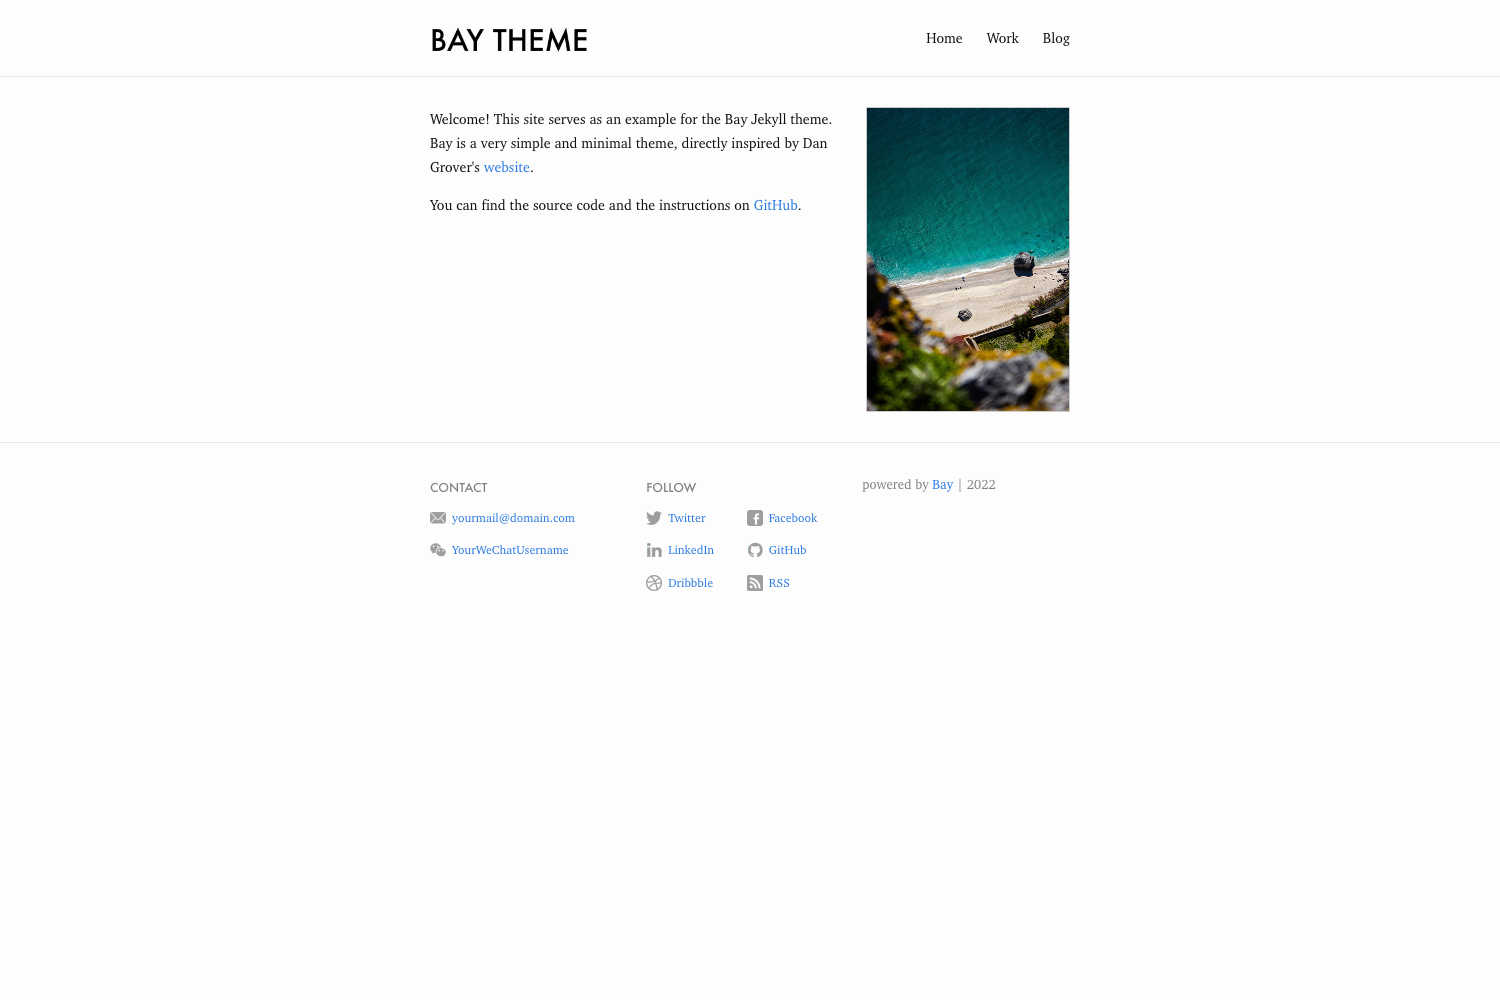 BAY THEME
Home Work Blog
Welcome! This site serves as an example for the Bay Jekyll theme.
Bay is a very simple and minimal theme, directly inspired by Dan
Grover's website.
You can find the source code and the instructions on GitHub.
CONTACT
yourmail@domain.com
YourWeChatUsername
FOLLOW
Twitter Facebook
LinkedIn GitHub
Dribbble RSS
powered by Bay | 2022